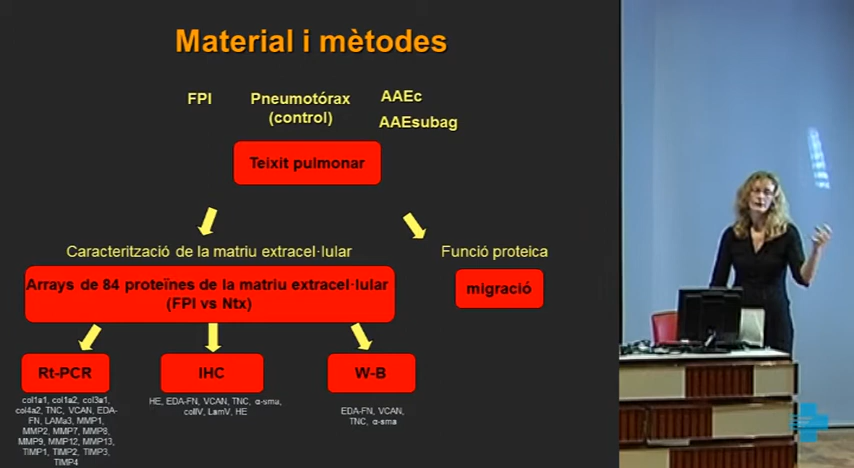 Material i mètodes
FPI
Pneumotórax
(control)
AAEc
AAEsubag
Teixit pulmonar
Caracterització de la matriu extracel·lular
Funció proteica
Arrays de 84 proteïnes de la matriu extracel·lular
(FPI vs Ntx)
migració
Rt-PCR
IHC
W-B
col1a1, col1a2, col3a1,
col4a2, TNC, VCAN, EDA-
FN, LAMa3, MMP1,
MMP2, MMP7, MMP8,
MMP9, MMP12, MMP13,
TIMP1, TIMP2, TIMP3,
TIMP4
HE, EDA-FN, VCAN, TNC, α-sma,
colIV, LamV, HE
EDA-FN, VCAN,
TNC, α-sma